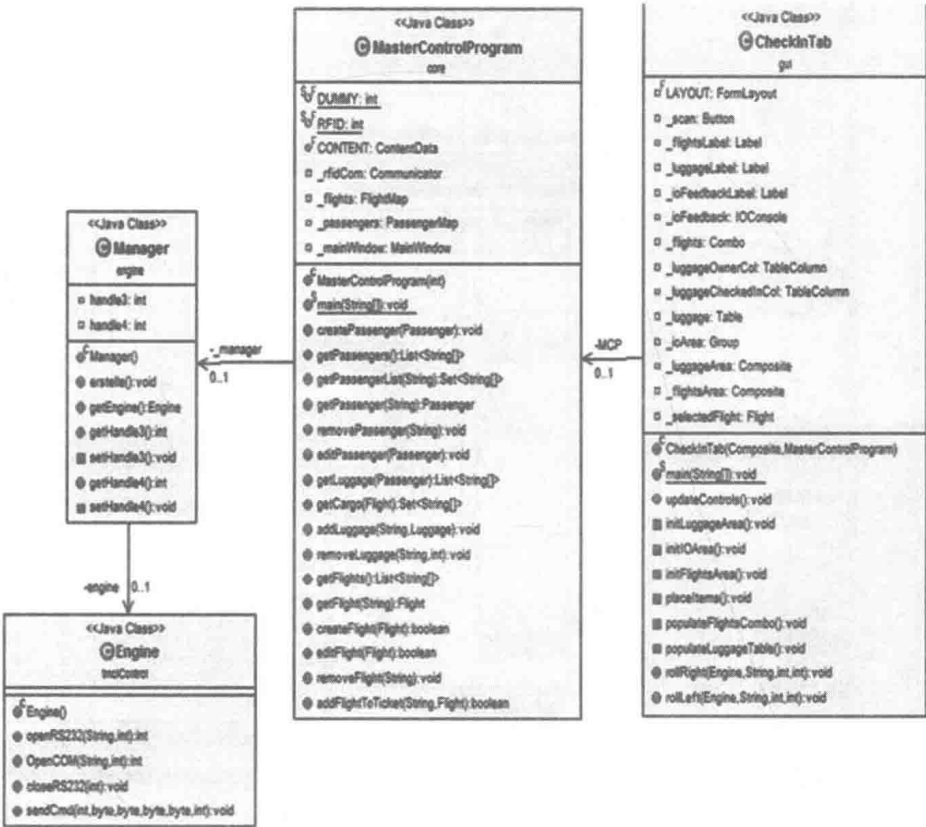 <<Java Class>>
MasterControlProgram
core
DUMMY: int
RFID: int
CONTENT: ContentData
_rfidCom: Communicator
_flights: FlightMap
_passengers: PassengerMap
_mainWindow: MainWindow
MasterControlProgram(int)
main(String[]):void
createPassenger(Passenger):void
getPassengers():List<String[]>
getPassengerList(String):Set<String[]>
getPassenger(String):Passenger
removePassenger(String):void
editPassenger(Passenger):void
getLuggage(Passenger):List<String[]>
getCargo(Flight):Set<String[]>
addLuggage(String,Luggage):void
removeLuggage(String,int):void
getFlights():List<String[]>
getFlight(String):Flight
createFlight(Flight):boolean
editFlight(Flight):boolean
removeFlight(String):void
addFlightToTicket(String,Flight):boolean
<<Java Class>>
CheckInTab
gui
LAYOUT: FormLayout
_scan: Button
_flightsLabel: Label
_luggageLabel: Label
_ioFeedbackLabel: Label
_ioFeedback: IOConsole
_flights: Combo
_luggageOwnerCol: TableColumn
_luggageCheckedInCol: TableColumn
_luggage: Table
_ioArea: Group
_luggageArea: Composite
_flightsArea: Composite
_selectedFlight: Flight
CheckInTab(Composite,MasterControlProgram)
main(String[]):void
updateControls():void
initLuggageArea():void
initIOArea():void
initFlightsArea():void
placeItems():void
populateFlightsCombo():void
populateLuggageTable():void
rollRight(Engine,String,int,int):void
rollLeft(Engine,String,int,int):void
-MCP
0..1
<<Java Class>>
Manager
engine
handle3: int
handle4: int
Manager()
erstelle():void
getEngine():Engine
getHandle3():int
setHandle3():void
getHandle4():int
setHandle4():void
-_manager
0..1
-engine 0..1
<<Java Class>>
Engine
tmclControl
Engine()
openRS232(String,int):int
OpenCOM(String,int):int
closeRS232(int):void
sendCmd(int,byte,byte,byte,byte,int):void